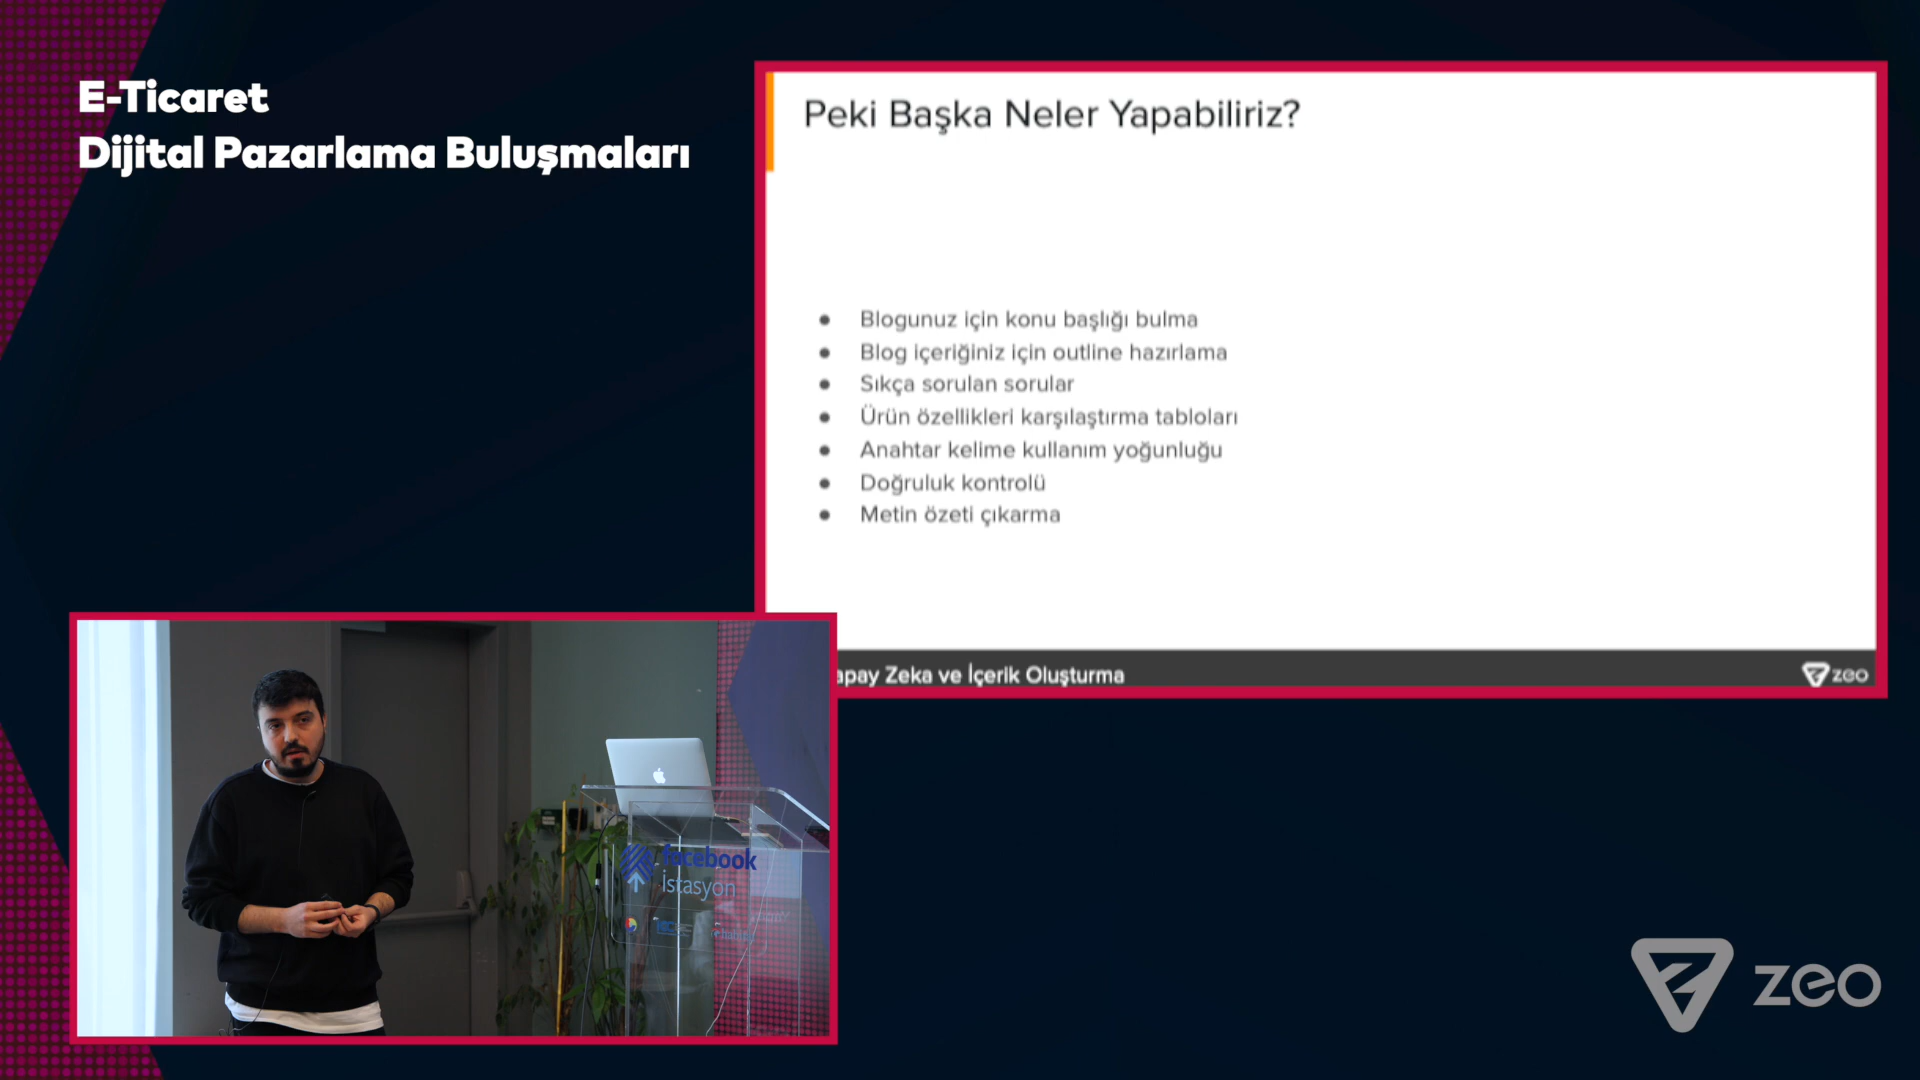 E-Ticaret
Dijital Pazarlama Buluşmaları
Peki Başka Neler Yapabiliriz?
Blogunuz için konu başlığı bulma
Blog içeriğiniz için outline hazırlama
Sıkça sorulan sorular
Ürün özellikleri karşılaştırma tabloları
Anahtar kelime kullanım yoğunluğu
Doğruluk kontrolü
Metin özeti çıkarma
apay Zeka ve İçerik Oluşturma
zeo
facebook
İstasyon
zeo